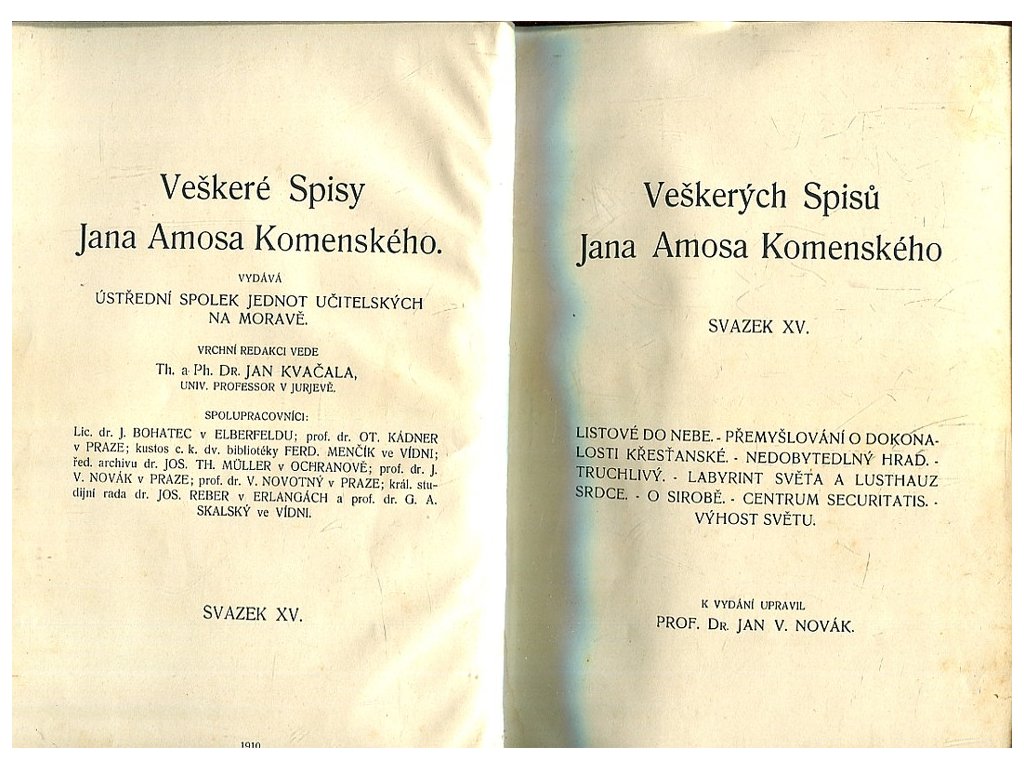 Veškeré Spisy
Jana Amosa Komenského.
VYDÁVÁ
ÚSTŘEDNÍ SPOLEK JEDNOT UČITELSKÝCH
NA MORAVĚ.
VRCHNÍ REDAKCI VEDE
Th. a Ph. DR. JAN KVAČALA,
UNIV. PROFESSOR V JURJEVĚ.
SPOLUPRACOVNÍCI:
Lic. dr. J. BOHATEC v ELBERFELDU; prof. dr. OT. KÁDNER
v PRAZE; kustos c. k. dv. bibliotéky FERD. MENČÍK ve VÍDNI;
řed. archivu dr. JOS. TH. MÜLLER v OCHRANOVĚ; prof. dr. J.
V. NOVÁK v PRAZE; prof. dr. V. NOVOTNÝ v PRAZE; král. stu-
dijní rada dr. JOS. REBER v ERLANGÁCH a prof. dr. G. A.
SKALSKÝ ve VÍDNI.
SVAZEK XV.
1910
Veškerých Spisů
Jana Amosa Komenského
SVAZEK XV.
LISTOVÉ DO NEBE. - PŘEMYŠLOVÁNÍ O DOKONA-
LOSTI KŘESŤANSKÉ. - NEDOBYTEDLNÝ HRAD. -
TRUCHLIVÝ. - LABYRINT SVĚTA A LUSTHAUZ
SRDCE. - O SIROBĚ. - CENTRUM SECURITATIS. -
VÝHOST SVĚTU.
K VYDÁNÍ UPRAVIL
PROF. DR. JAN V. NOVÁK.